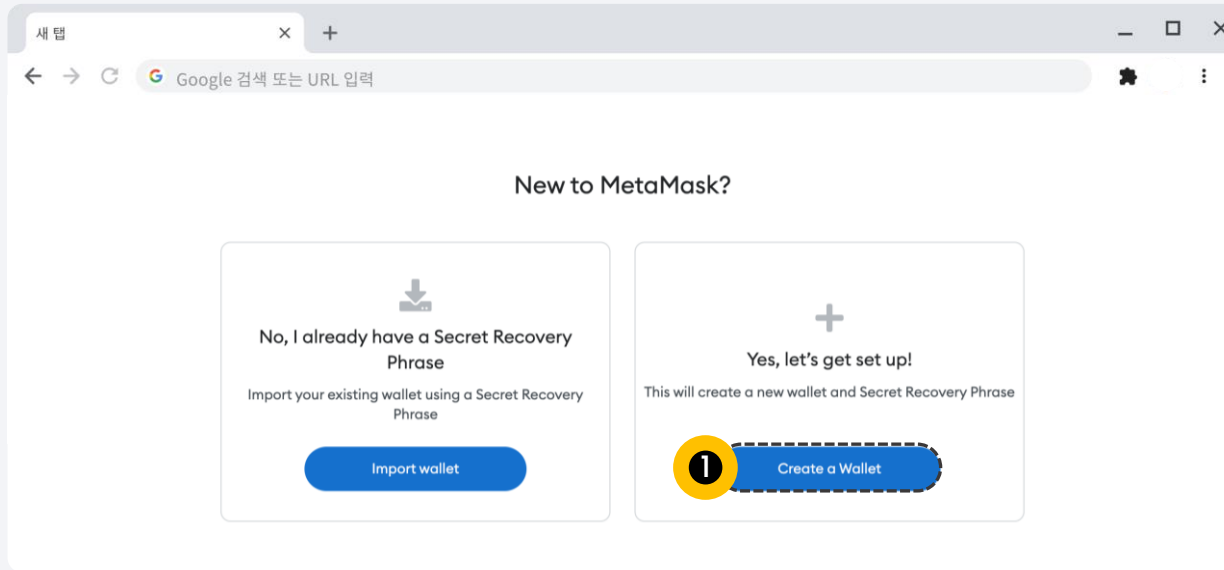 새 탭
Google 검색 또는 URL 입력
New to MetaMask?
No, I already have a Secret Recovery
Phrase
Import your existing wallet using a Secret Recovery
Phrase
Import wallet
Yes, let's get set up!
This will create a new wallet and Secret Recovery Phrase
1
Create a Wallet